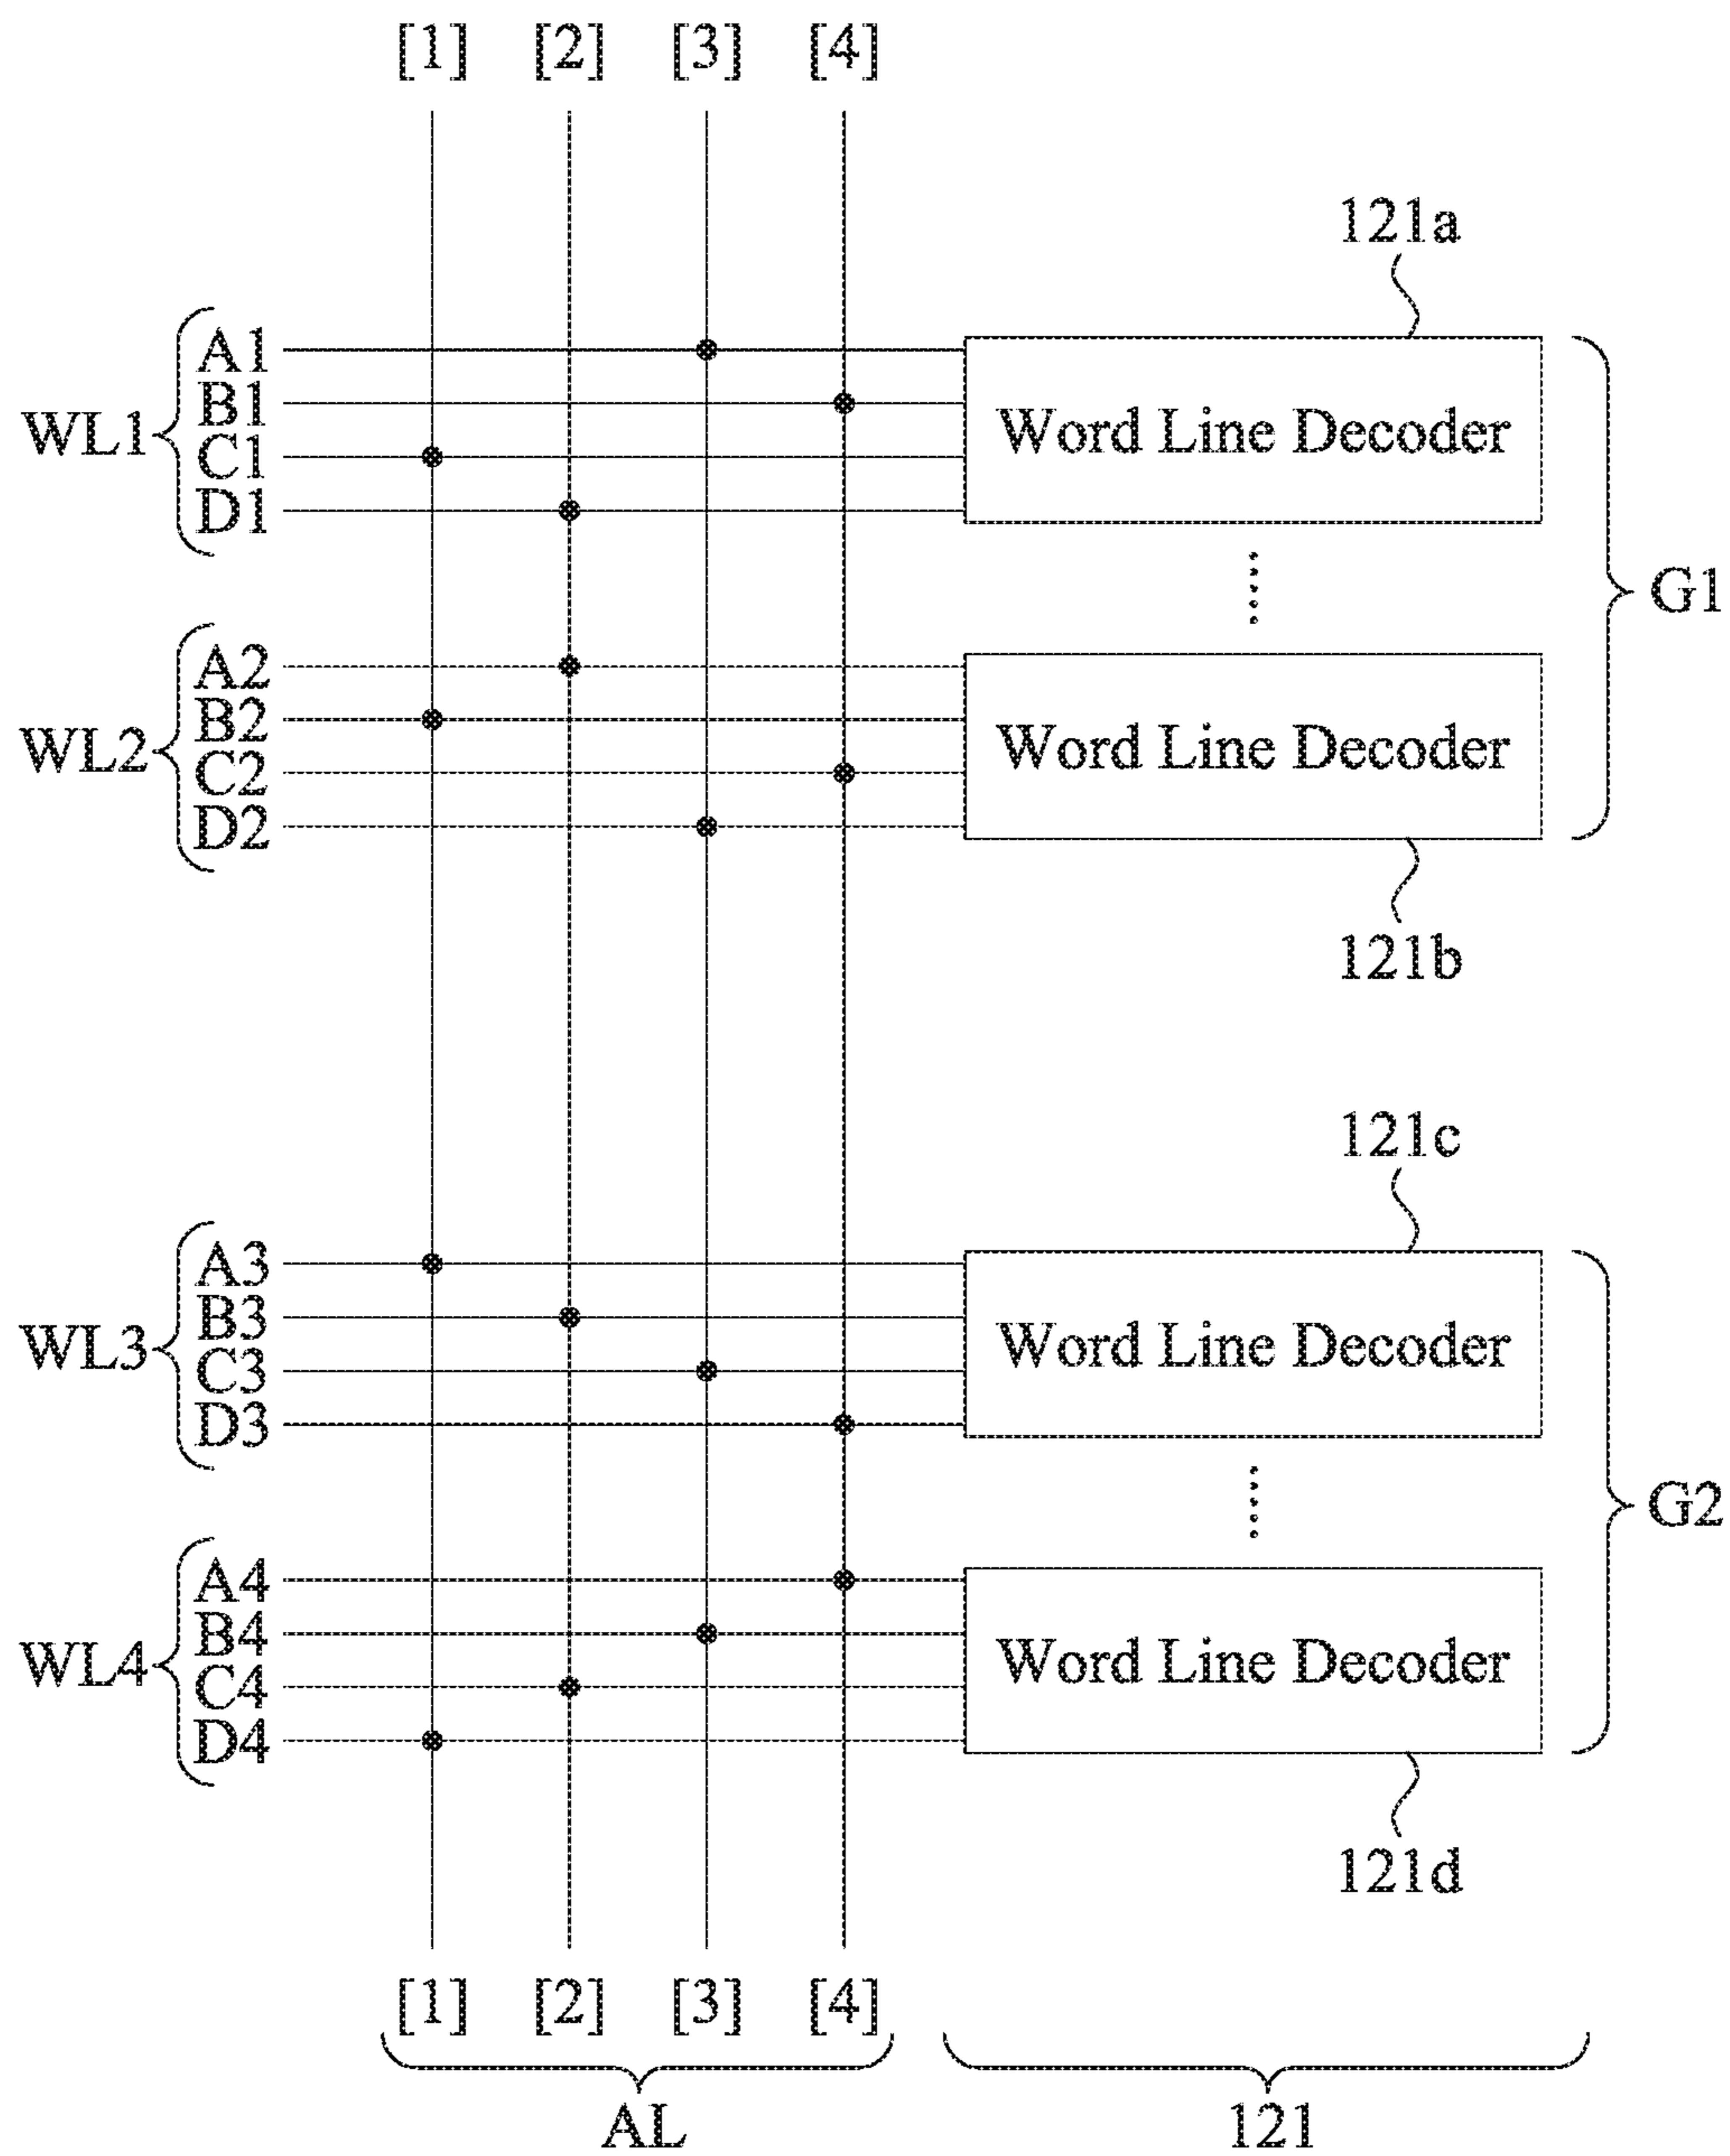 [1] [2] [3] [4]
121a
A1
B1
WL1
C1
D1
Word Line Decoder
G1
A2
B2
WL2
C2
D2
Word Line Decoder
121b
121c
A3
B3
WL3
C3
D3
Word Line Decoder
G2
A4
B4
WL4
C4
D4
Word Line Decoder
121d
[1] [2] [3] [4]
AL
121